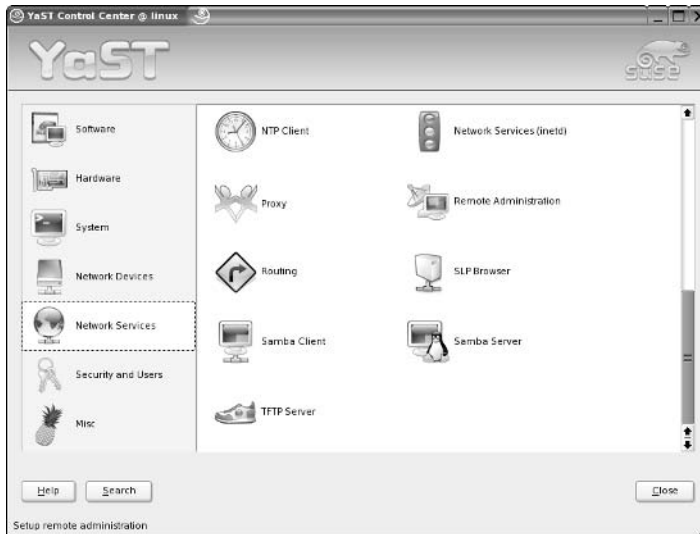 YaST Control Center @ linux
YaST
suse
Software
Hardware
System
Network Devices
Network Services
Security and Users
Misc
NTP Client
Network Services (inetd)
Proxy
Remote Administration
Routing
SLP Browser
Samba Client
Samba Server
TFTP Server
Help
Search
Close
Setup remote administration